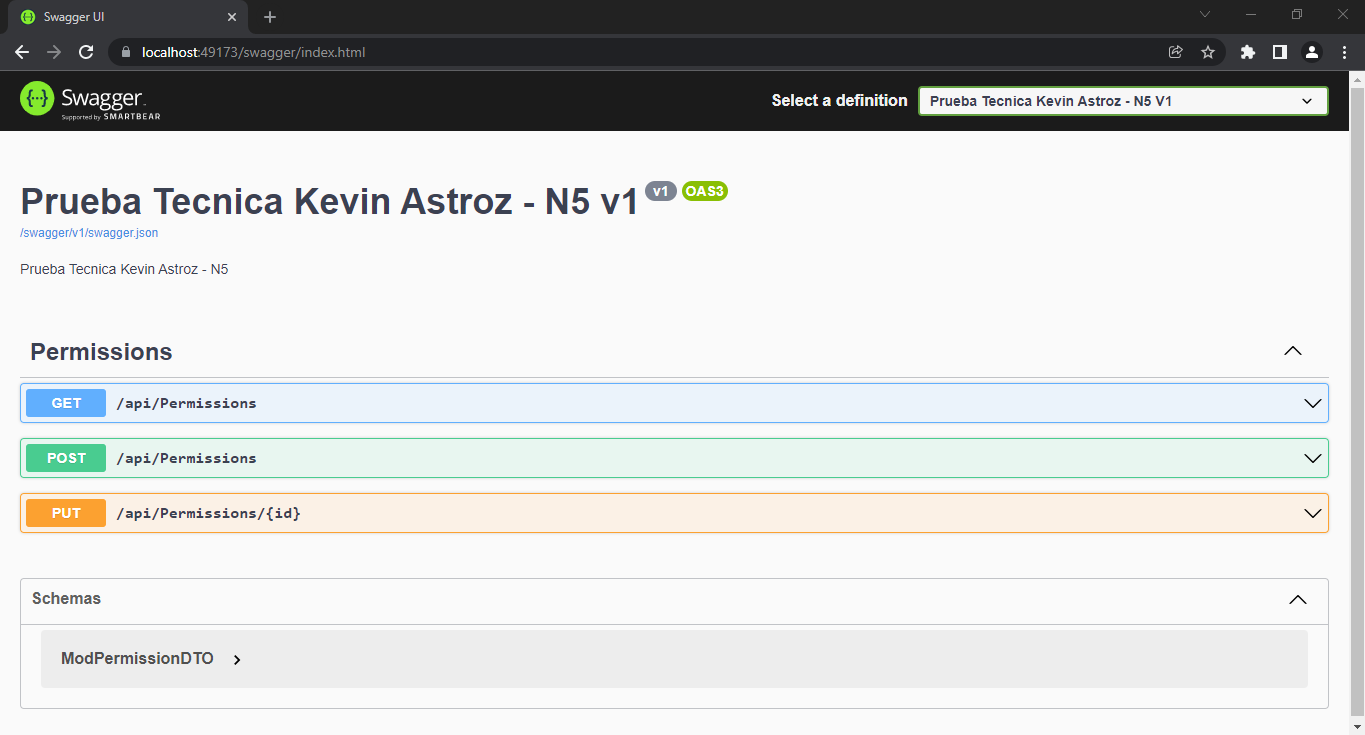 Swagger UI
localhost:49173/swagger/index.html
Swagger
Supported by SMARTBEAR
Select a definition
Prueba Tecnica Kevin Astroz - N5 V1
Prueba Tecnica Kevin Astroz - N5 v1 v1 OAS3
/swagger/v1/swagger.json
Prueba Tecnica Kevin Astroz - N5
Permissions
GET /api/Permissions
POST /api/Permissions
PUT /api/Permissions/{id}
Schemas
ModPermissionDTO